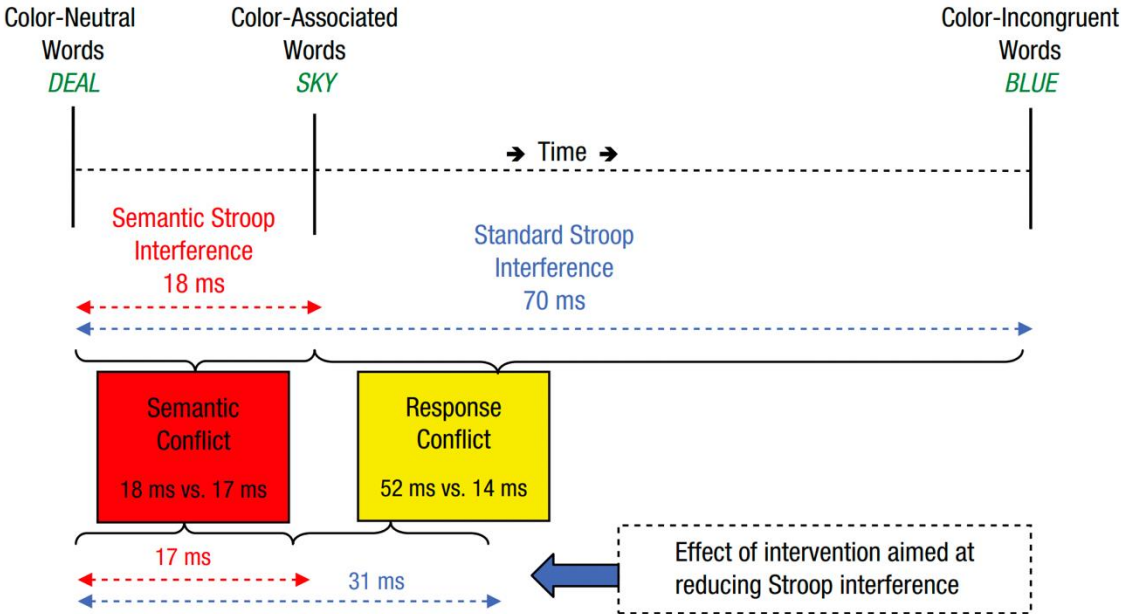 Color-Neutral
Words
DEAL
Color-Associated
Words
SKY
Color-Incongruent
Words
BLUE
➔ Time ➔
Semantic Stroop
Interference
18 ms
Standard Stroop
Interference
70 ms
Semantic
Conflict
18 ms vs. 17 ms
Response
Conflict
52 ms vs. 14 ms
17 ms
31 ms
Effect of intervention aimed at
reducing Stroop interference